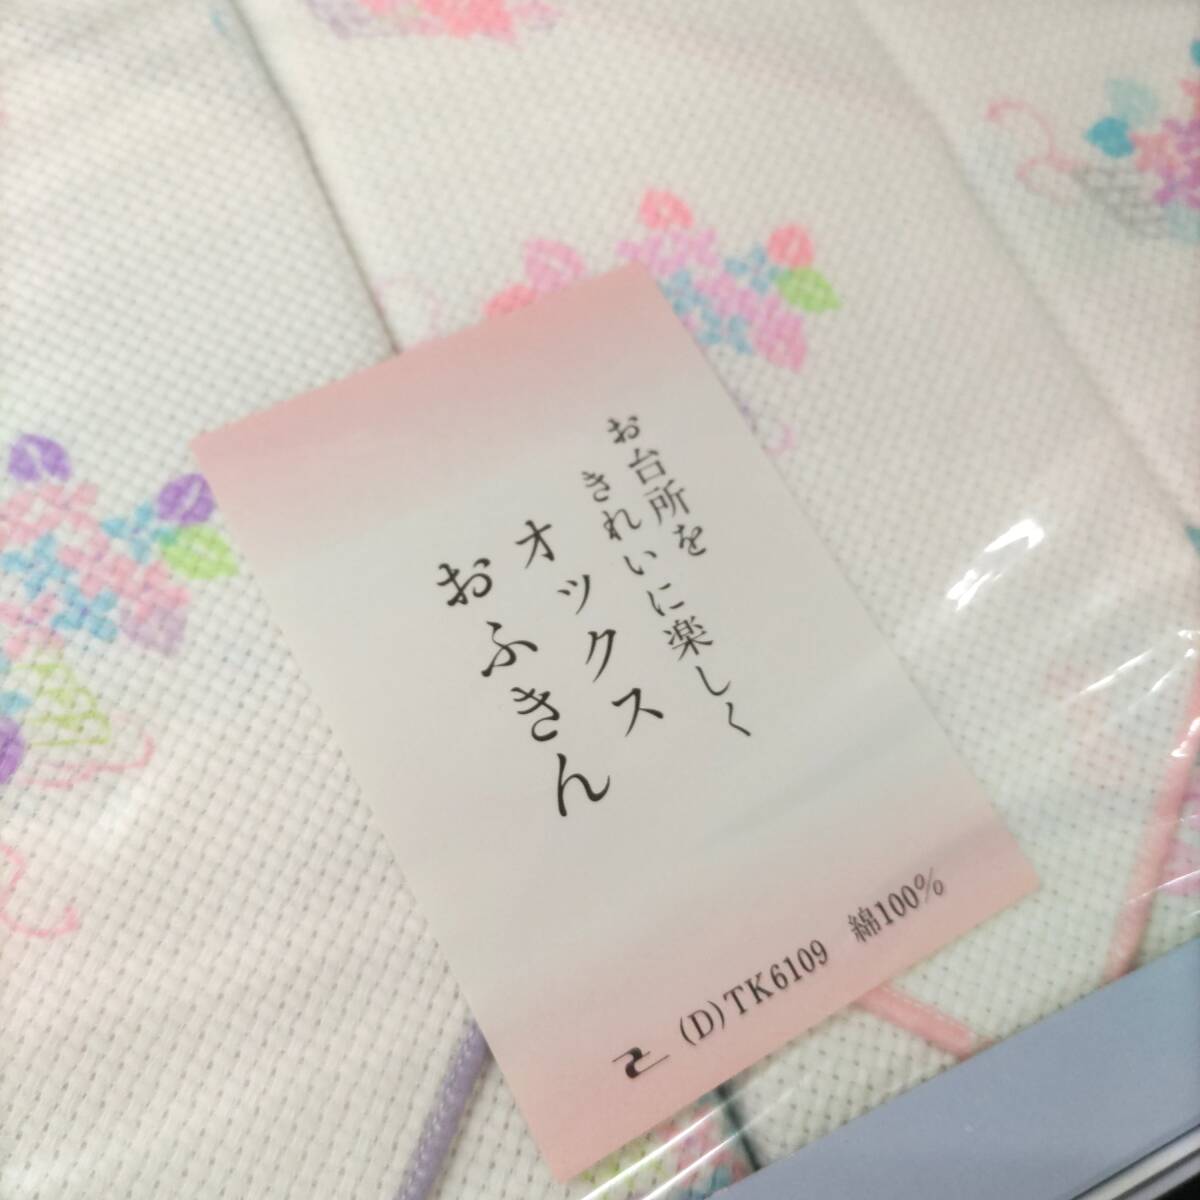 お台所を
きれいに楽しく
オックス
おふきん
(D)TK6109 綿100%